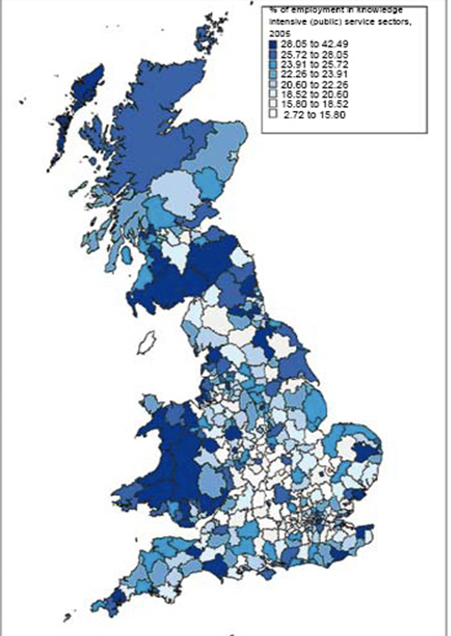 % of employment in knowledge
intensive (public) service sectors,
2005
28.05 to 42.49
25.72 to 28.05
23.91 to 25.72
22.26 to 23.91
20.60 to 22.26
18.52 to 20.60
15.80 to 18.52
2.72 to 15.80